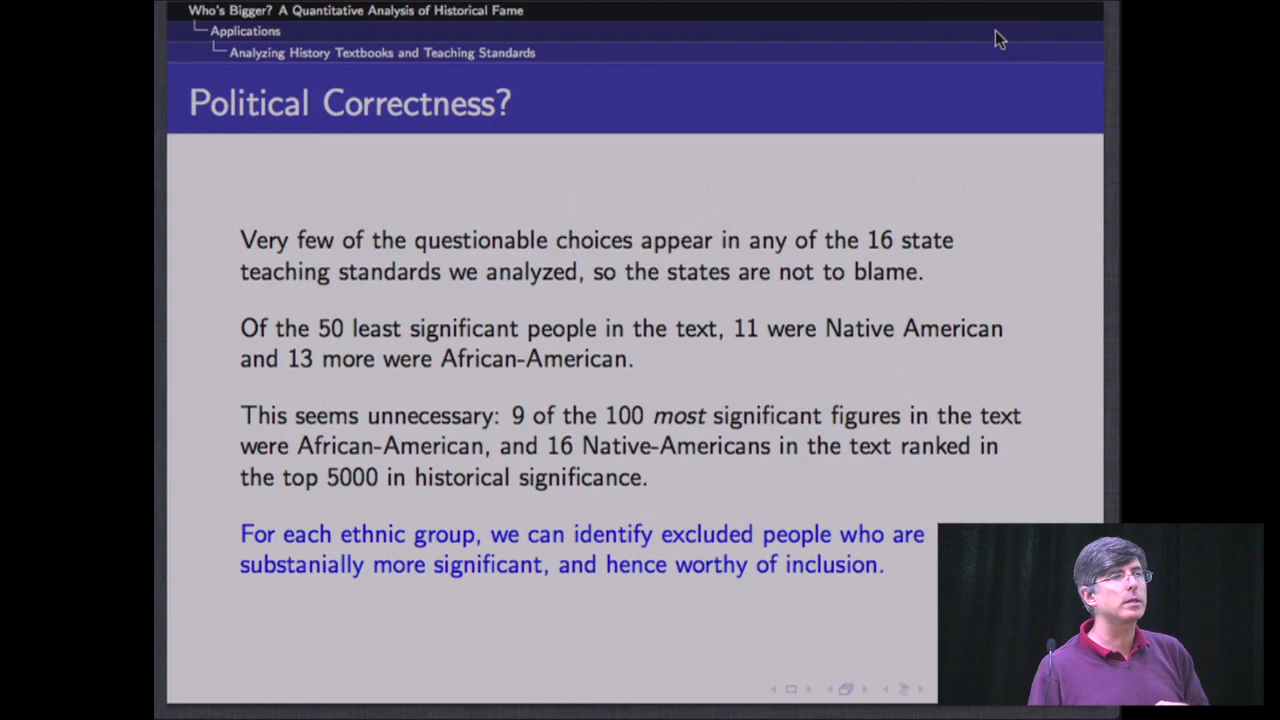 Who's Bigger? A Quantitative Analysis of Historical Fame
Applications
Analyzing History Textbooks and Teaching Standards
Political Correctness?
Very few of the questionable choices appear in any of the 16 state
teaching standards we analyzed, so the states are not to blame.
Of the 50 least significant people in the text, 11 were Native American
and 13 more were African-American.
This seems unnecessary: 9 of the 100 most significant figures in the text
were African-American, and 16 Native-Americans in the text ranked in
the top 5000 in historical significance.
For each ethnic group, we can identify excluded people who are
substanially more significant, and hence worthy of inclusion.